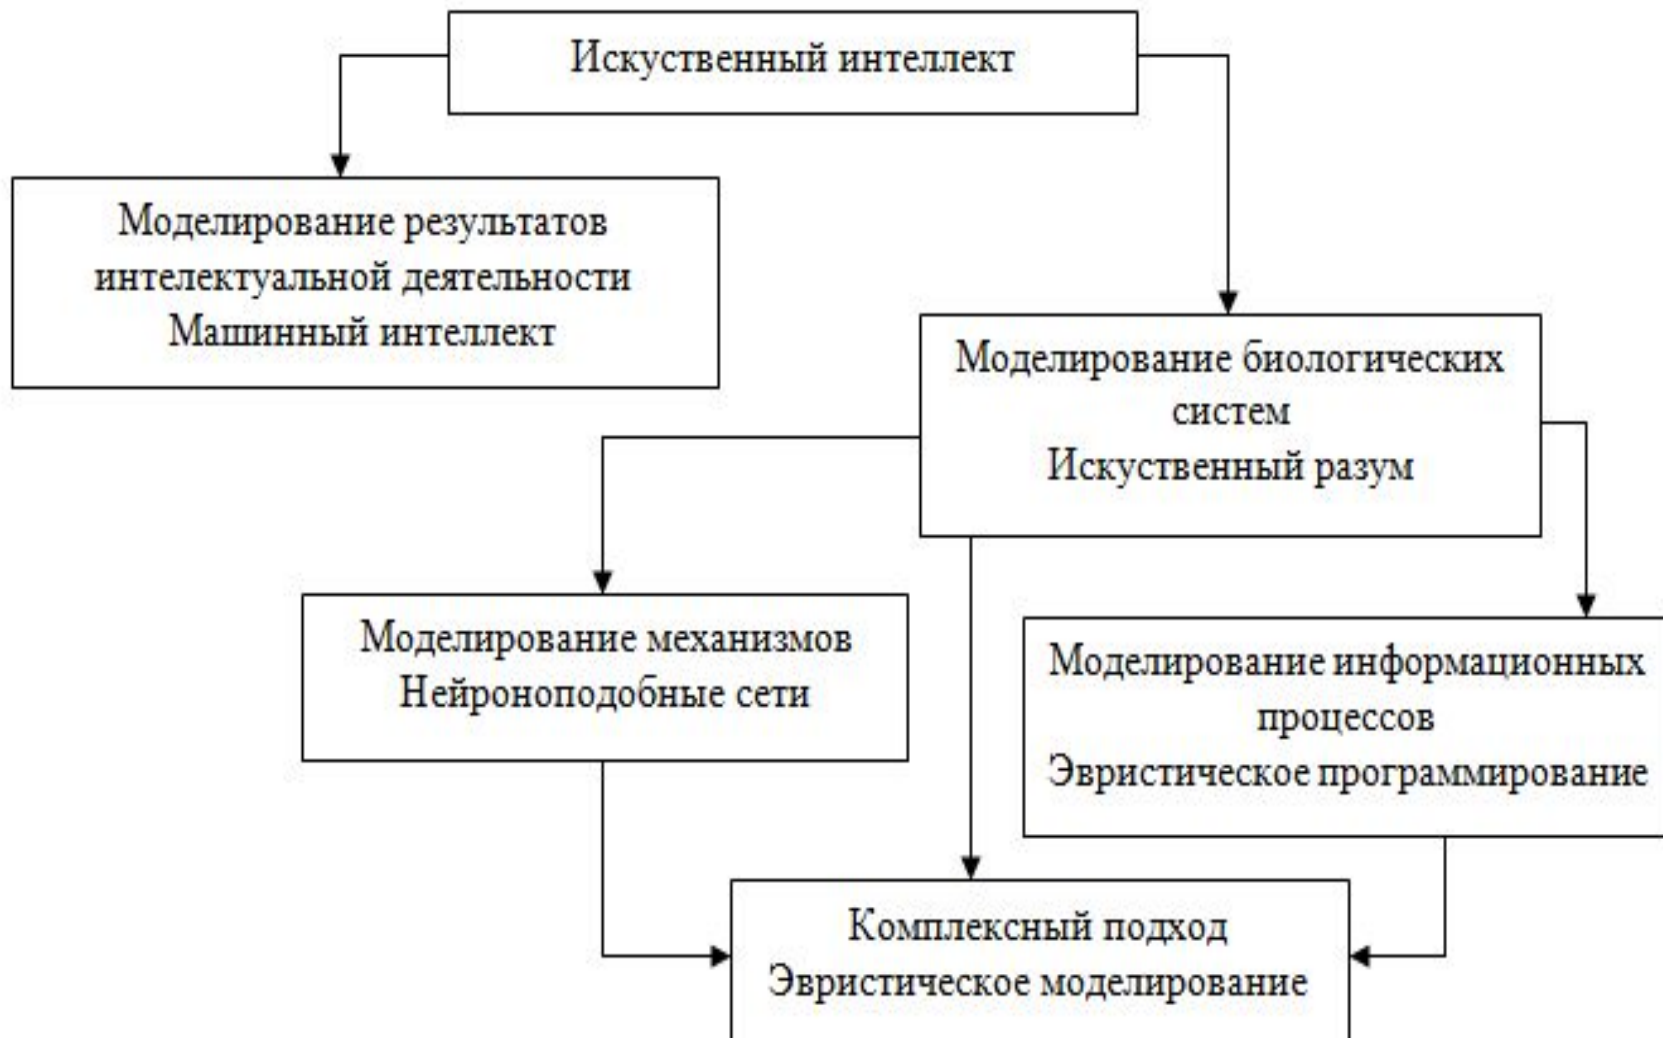 Искуственный интеллект
Моделирование результатов
интелектуальной деятельности
Машинный интеллект
Моделирование биологических
систем
Искуственный разум
Моделирование механизмов
Нейроноподобные сети
Моделирование информационных
процессов
Эвристическое программирование
Комплексный подход
Эвристическое моделирование